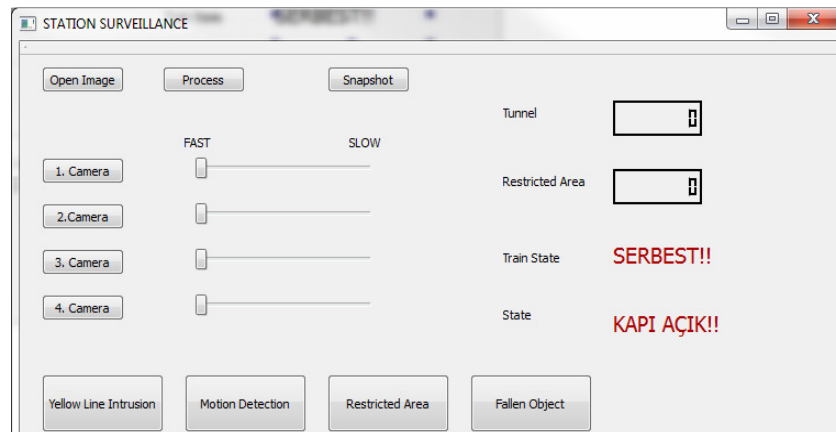 STATION SURVEILLANCE
Open Image Process Snapshot
Tunnel 0
FAST SLOW
1. Camera
Restricted Area 0
2.Camera
3. Camera
Train State SERBEST!!
4. Camera
State KAPI AÇIK!!
Yellow Line Intrusion Motion Detection Restricted Area Fallen Object